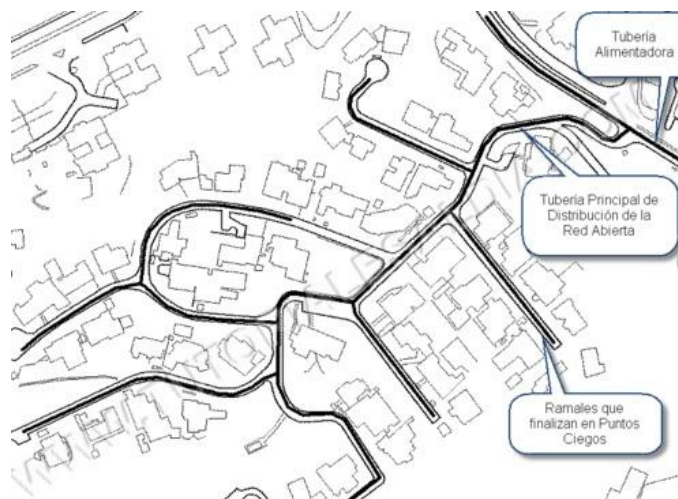 Tubería
Alimentadora
Tubería Principal de
Distribución de la
Red Abierta
Ramales que
finalizan en Puntos
Ciegos